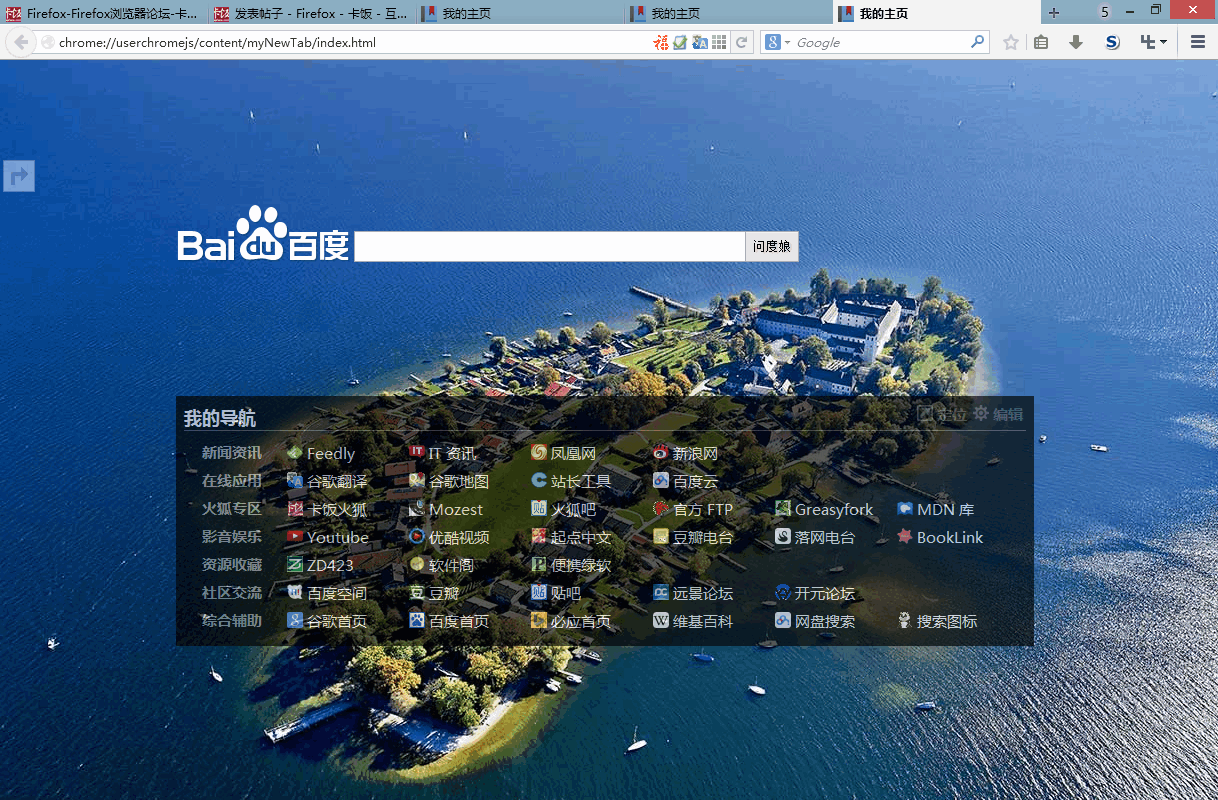 Firefox-Firefox浏览器论坛-卡... 发表帖子 - Firefox - 卡饭 - 互... 我的主页 我的主页 我的主页 5
chrome://userchromejs/content/myNewTab/index.html Google
Baidu百度 问度娘
我的导航 定位 编辑
新闻资讯 Feedly IT 资讯 凤凰网 新浪网
在线应用 谷歌翻译 谷歌地图 站长工具 百度云
火狐专区 卡饭火狐 Mozest 火狐吧 官方 FTP Greasyfork MDN 库
影音娱乐 Youtube 优酷视频 起点中文 豆瓣电台 落网电台 BookLink
资源收藏 ZD423 软件阁 便携绿软
社区交流 百度空间 豆瓣 贴吧 远景论坛 开元论坛
综合辅助 谷歌首页 百度首页 必应首页 维基百科 网盘搜索 搜索图标